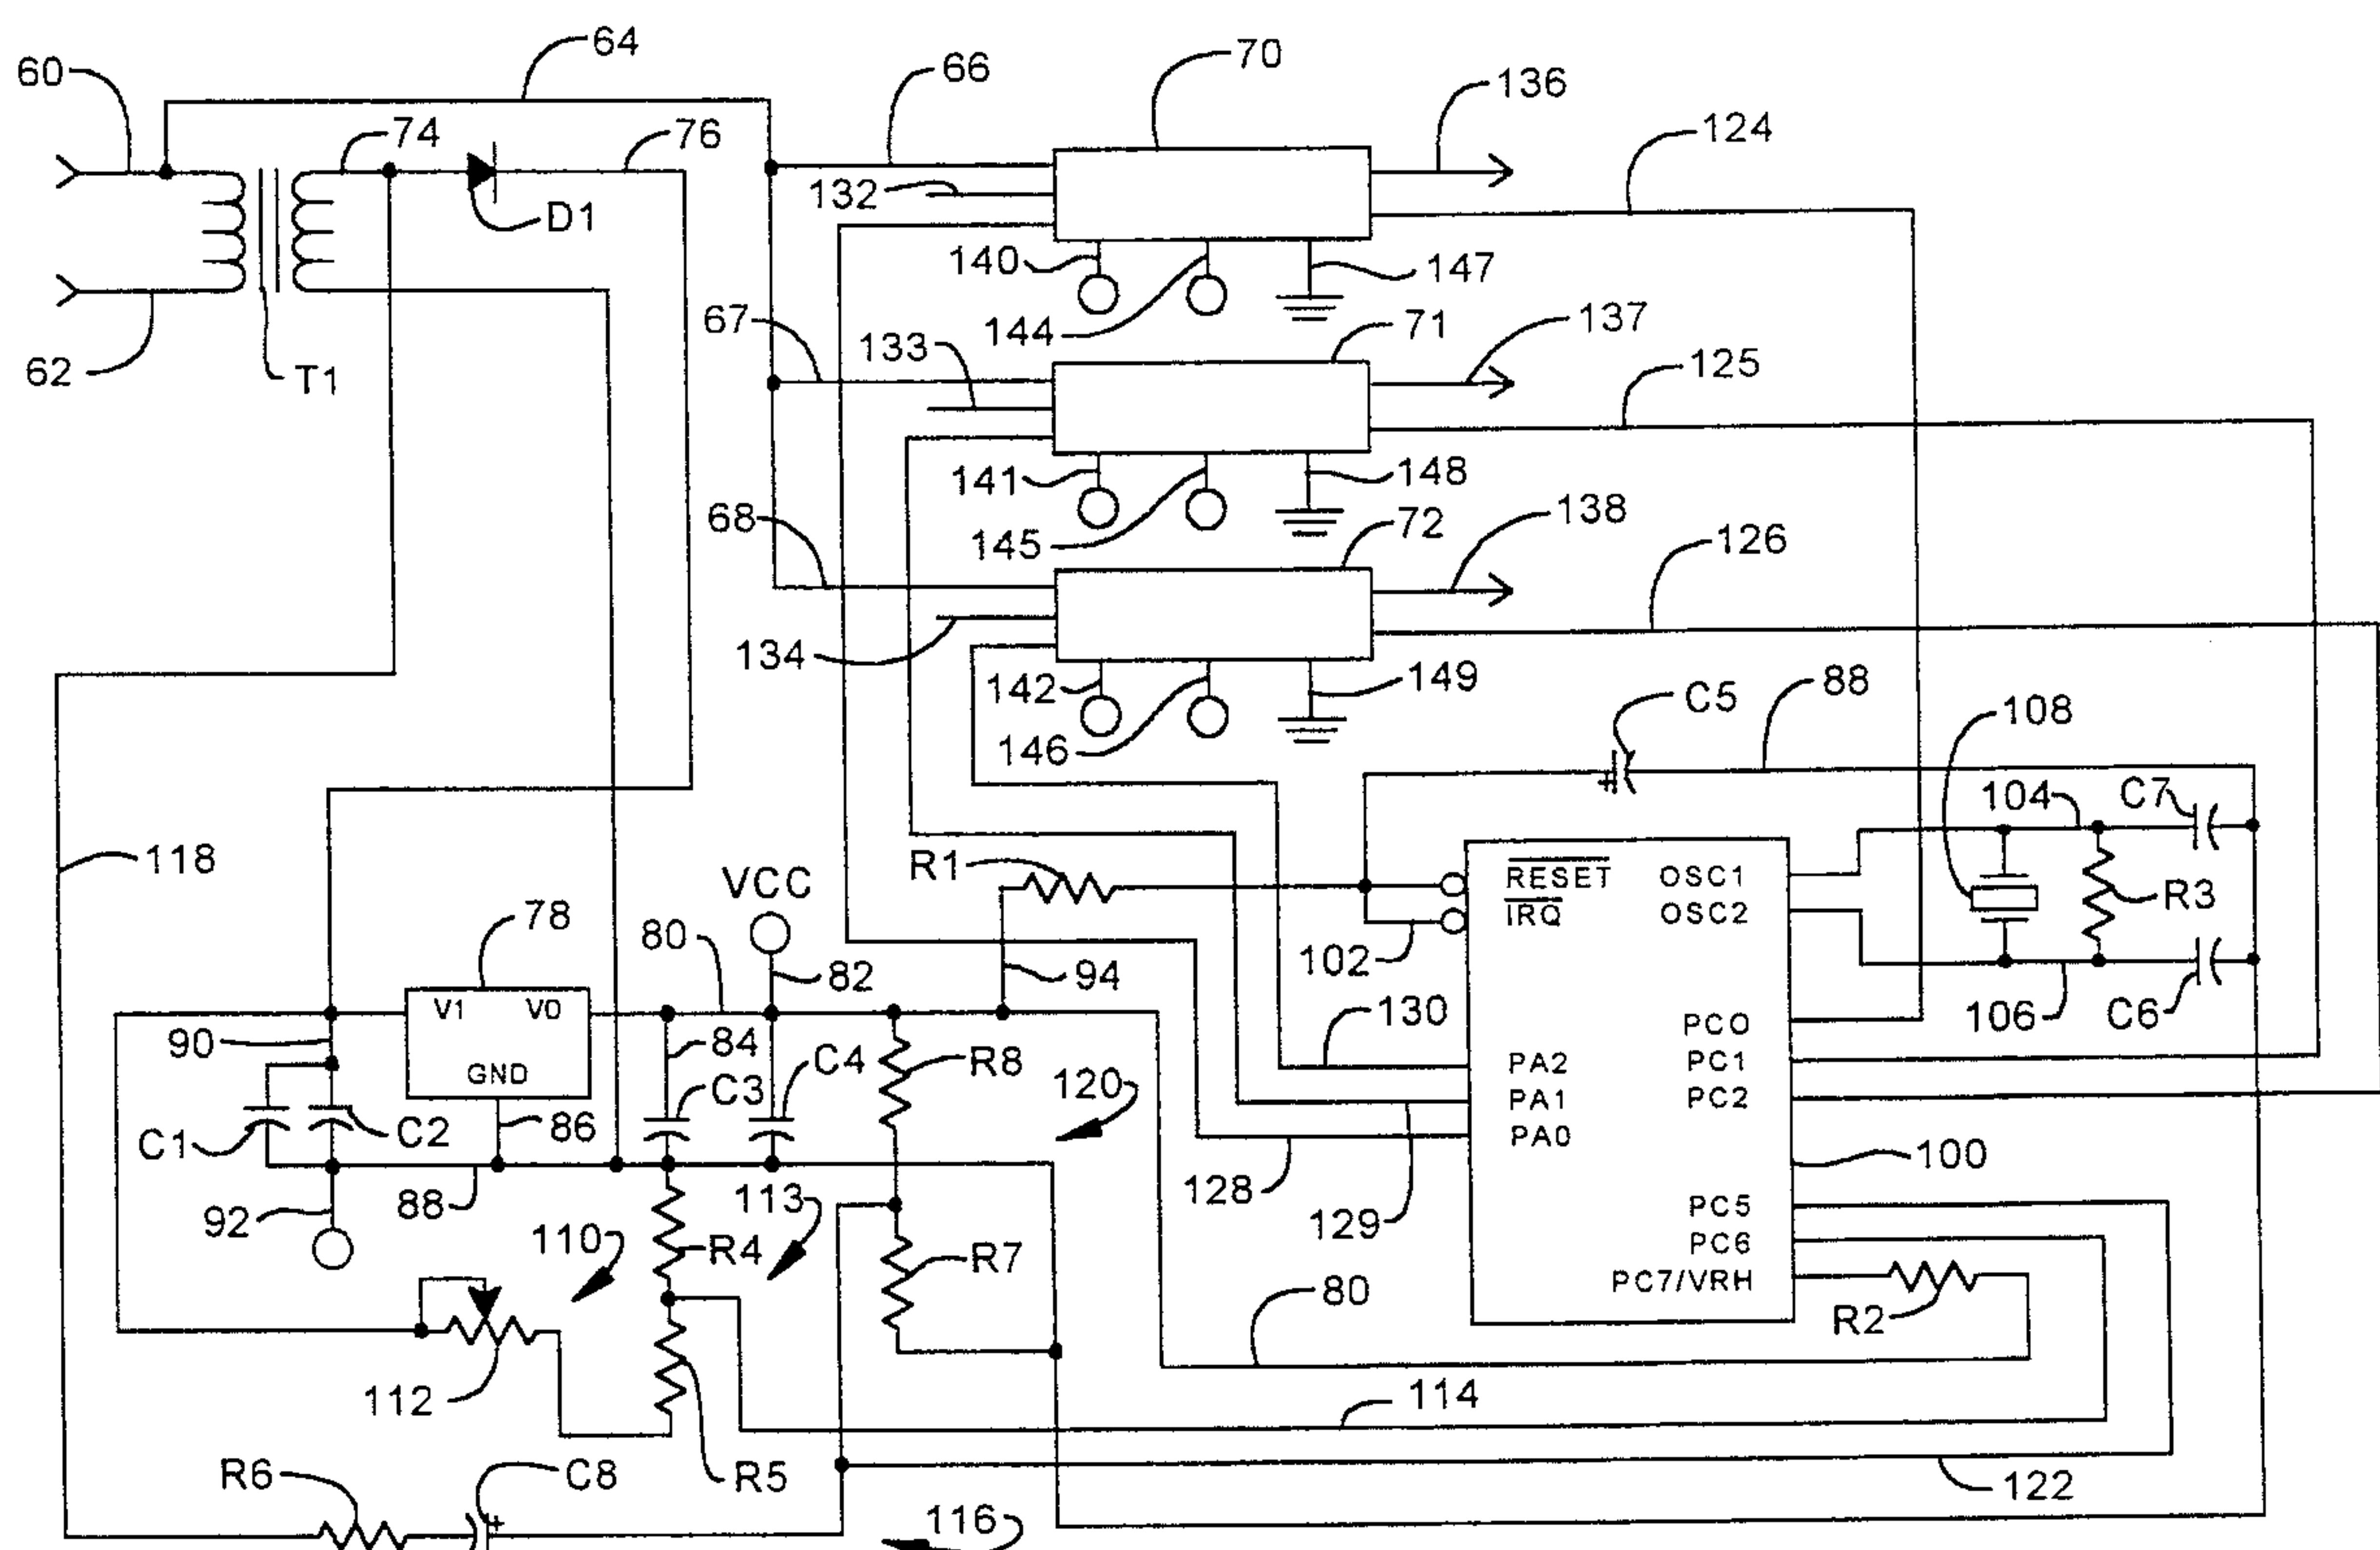 64
60
66
70
136
74
76
124
132
D1
140
147
144
67
62
T1
133
71
137
125
141
148
68
145
72
138
134
126
142
149
146
C5
88
108
104
C7
118
R1
VCC
RESET
OSC1
IRQ
OSC2
R3
78
80
82
94
102
106
C6
V1
VO
90
84
130
PC0
GND
C3
C4
R8
120
PA2
PC1
C1
C2
86
PA1
PC2
PA0
100
92
88
113
128
129
PC5
110
R4
R7
PC6
PC7/VRH
80
R2
112
114
R6
C8
R5
122
116